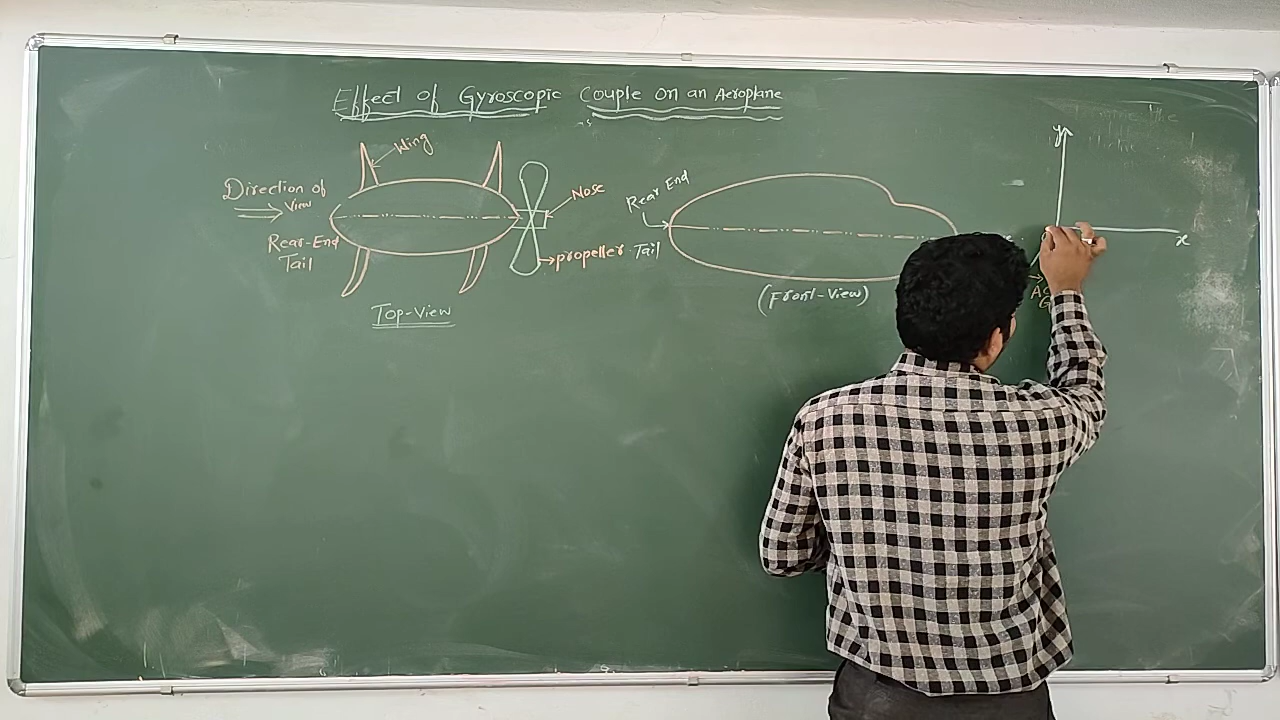 Effect of Gyroscopic Couple on an Aeroplane
Wing
Direction of
View
Rear-End
Tail
Nose
propeller
Top-View
Rear End
Tail
(Front-View)
y
x